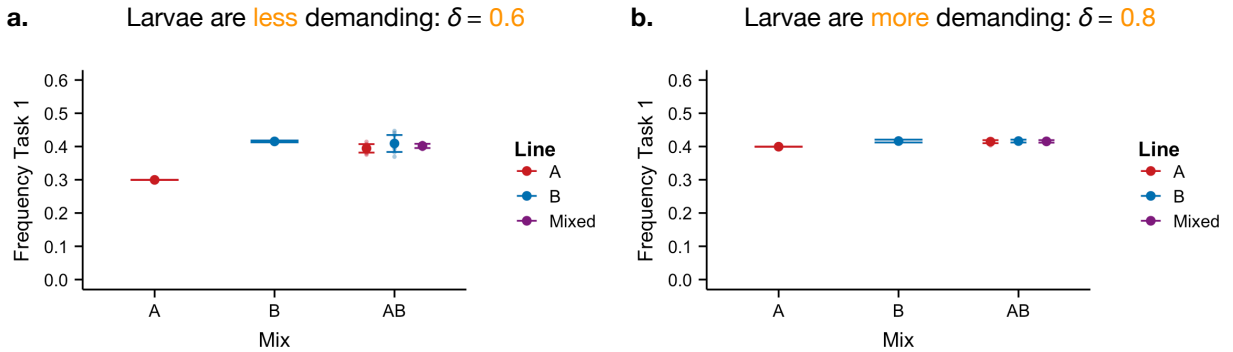 a. Larvae are less demanding: δ = 0.6
Frequency Task 1
0.6
0.5
0.4
0.3
0.2
0.1
0.0
A B AB
Mix
Line
A
B
Mixed
b. Larvae are more demanding: δ = 0.8
Frequency Task 1
0.6
0.5
0.4
0.3
0.2
0.1
0.0
A B AB
Mix
Line
A
B
Mixed